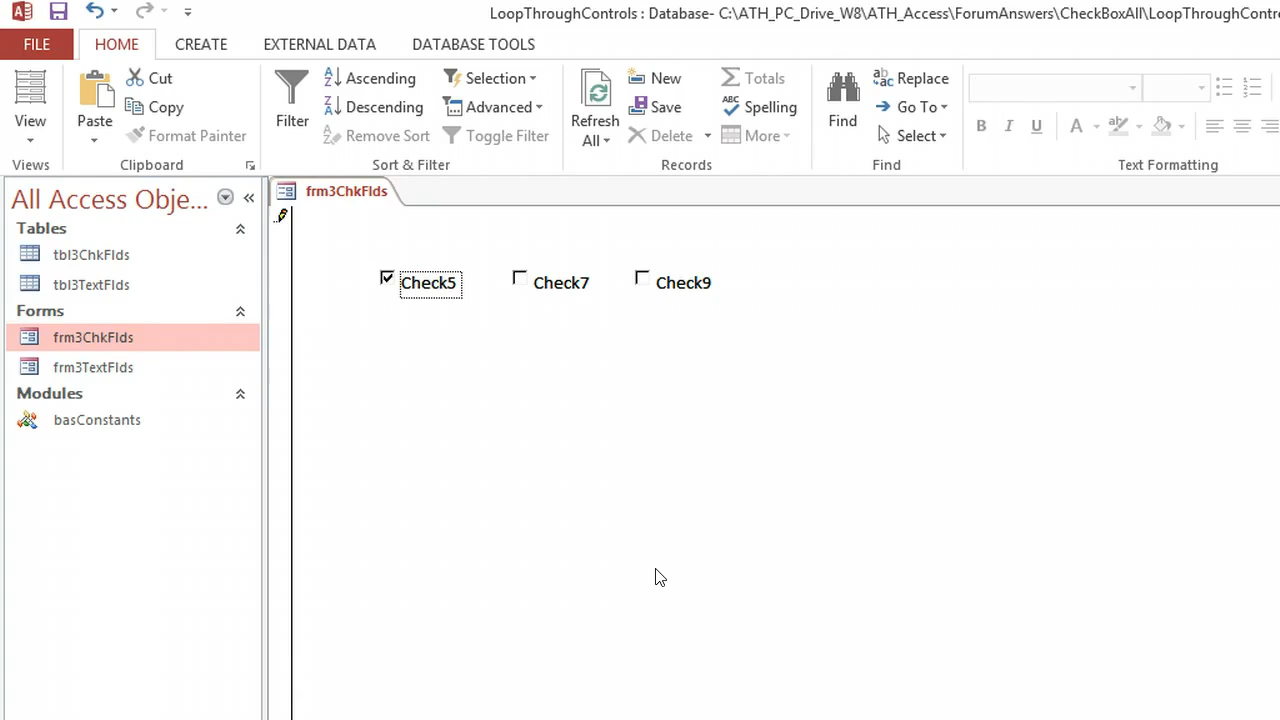 LoopThroughControls : Database- C:\ATH_PC_Drive_W8\ATH_Access\ForumAnswers\CheckBoxAll\LoopThroughContr
FILE HOME CREATE EXTERNAL DATA DATABASE TOOLS
View
Views
Paste
Cut
Copy
Format Painter
Clipboard
Filter
Ascending
Descending
Remove Sort
Selection
Advanced
Toggle Filter
Sort & Filter
Refresh
All
New
Save
Delete
Totals
Spelling
More
Records
Find
Replace
Go To
Select
Find
B I U A
Text Formatting
All Access Obje...
Tables
tbl3ChkFlds
tbl3TextFlds
Forms
frm3ChkFlds
frm3TextFlds
Modules
basConstants
frm3ChkFlds
Check5 Check7 Check9